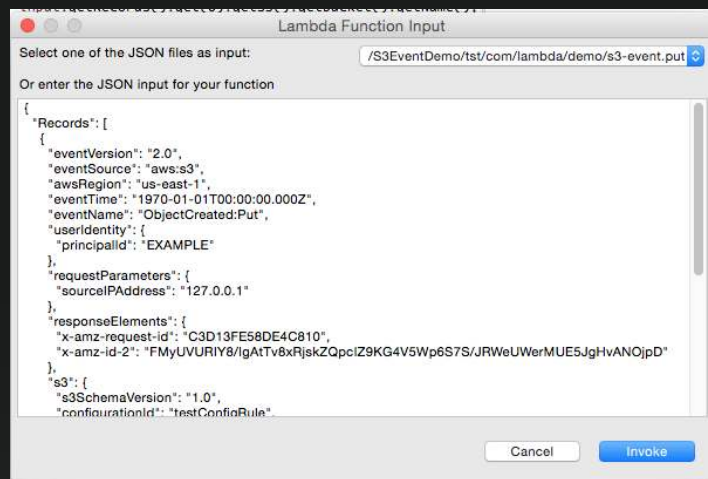 Lambda Function Input
Select one of the JSON files as input:
/S3EventDemo/tst/com/lambda/demo/s3-event.put
Or enter the JSON input for your function
{
"Records": [
{
"eventVersion": "2.0",
"eventSource": "aws:s3",
"awsRegion": "us-east-1",
"eventTime": "1970-01-01T00:00:00.000Z",
"eventName": "ObjectCreated:Put",
"userIdentity": {
"principalId": "EXAMPLE"
},
"requestParameters": {
"sourceIPAddress": "127.0.0.1"
},
"responseElements": {
"x-amz-request-id": "C3D13FE58DE4C810",
"x-amz-id-2": "FMyUVURIY8/IgAtTv8xRjskZQpcIZ9KG4V5Wp6S7S/JRWeUWerMUE5JgHvANOjpD"
},
"s3": {
"s3SchemaVersion": "1.0",
"configurationId": "testConfigRule",
Cancel
Invoke